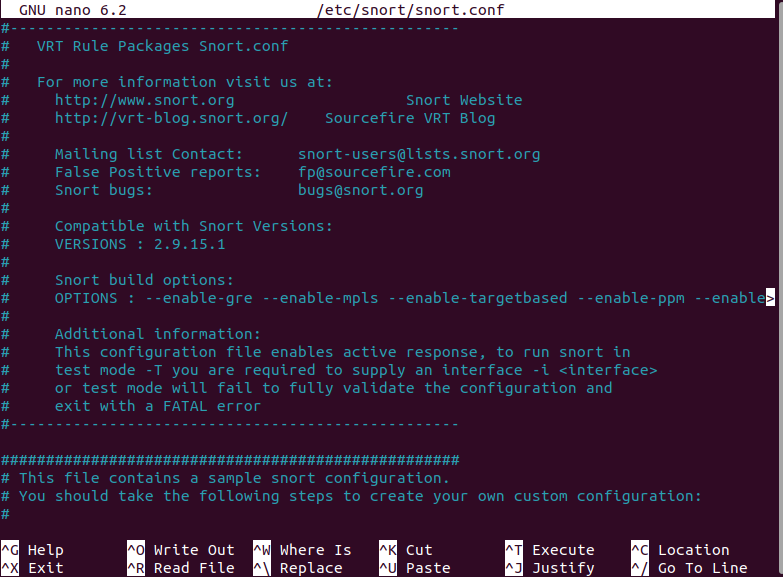 GNU nano 6.2 /etc/snort/snort.conf
#--------------------------------------------------
#   VRT Rule Packages Snort.conf
#
#   For more information visit us at:
#     http://www.snort.org                   Snort Website
#     http://vrt-blog.snort.org/    Sourcefire VRT Blog
#
#     Mailing list Contact:      snort-users@lists.snort.org
#     False Positive reports:    fp@sourcefire.com
#     Snort bugs:                bugs@snort.org
#
#     Compatible with Snort Versions:
#     VERSIONS : 2.9.15.1
#
#     Snort build options:
#     OPTIONS : --enable-gre --enable-mpls --enable-targetbased --enable-ppm --enable>
#
#     Additional information:
#     This configuration file enables active response, to run snort in
#     test mode -T you are required to supply an interface -i <interface>
#     or test mode will fail to fully validate the configuration and
#     exit with a FATAL error
#--------------------------------------------------
###################################################
# This file contains a sample snort configuration.
# You should take the following steps to create your own custom configuration:
#
^G Help ^O Write Out ^W Where Is ^K Cut ^T Execute ^C Location
^X Exit ^R Read File ^\ Replace ^U Paste ^J Justify ^/ Go To Line